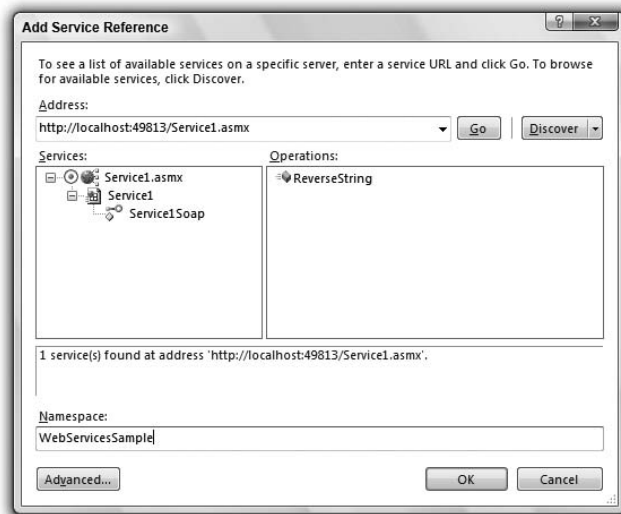 Add Service Reference
To see a list of available services on a specific server, enter a service URL and click Go. To browse
for available services, click Discover.
Address:
http://localhost:49813/Service1.asmx
Go
Discover
Services:
Operations:
Service1.asmx
Service1
Service1Soap
ReverseString
1 service(s) found at address 'http://localhost:49813/Service1.asmx'.
Namespace:
WebServicesSample
Advanced...
OK
Cancel